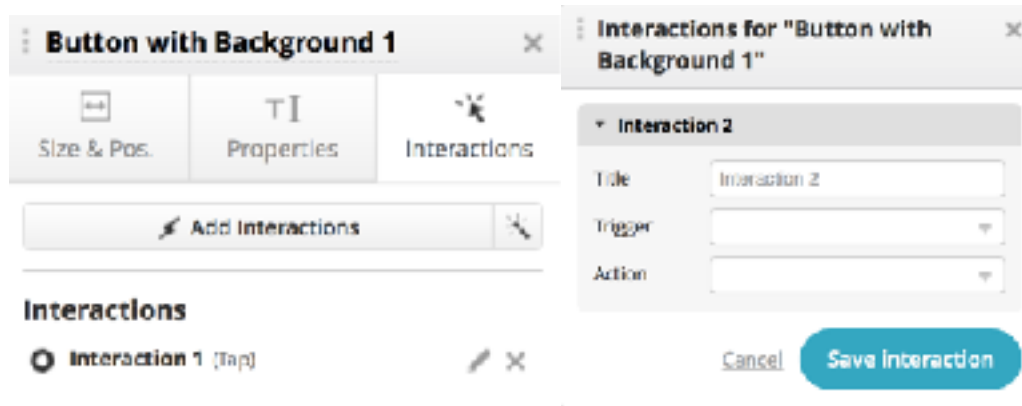 Button with Background 1
Size & Pos.
Properties
Interactions
Add Interactions
Interactions
Interaction 1 (Tap)
Interactions for "Button with
Background 1"
Interaction 2
Title
Interaction 2
Trigger
Action
Cancel
Save Interaction